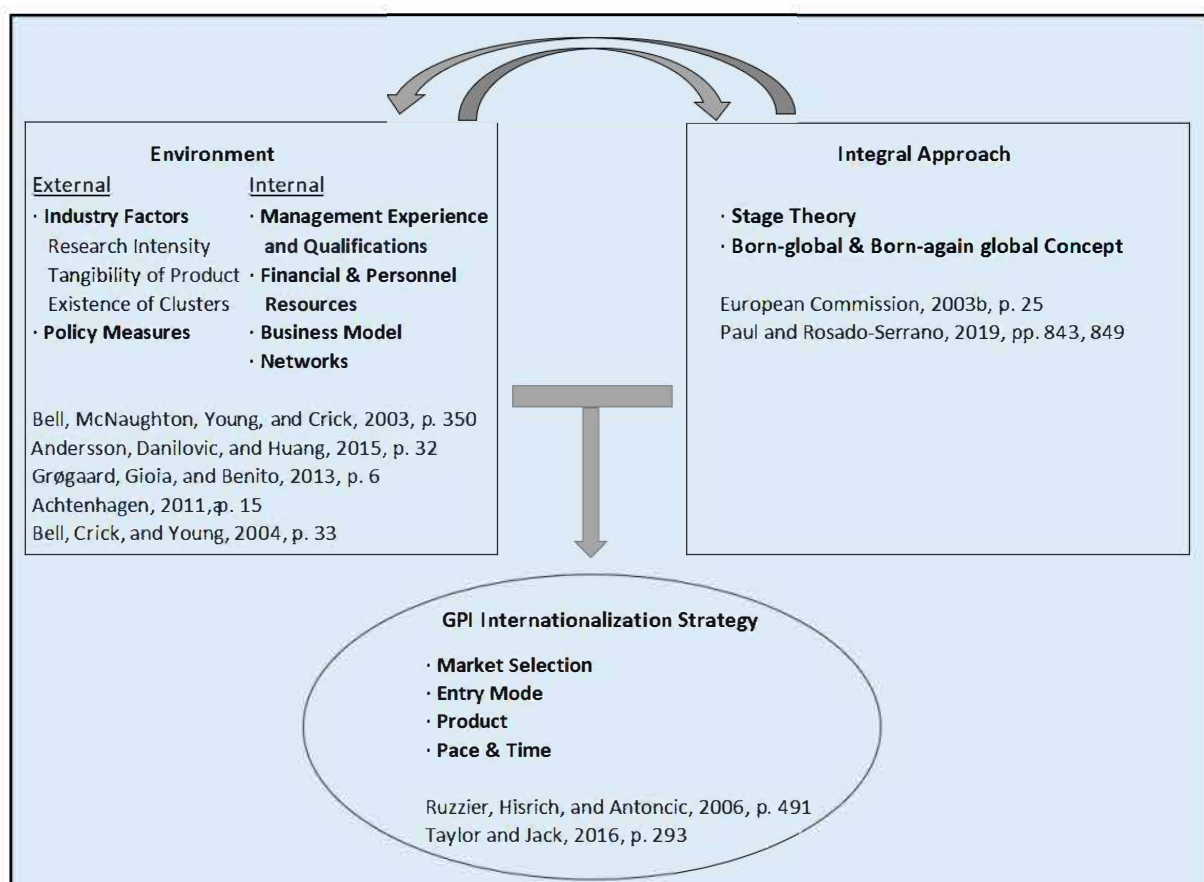 Environment
External
· Industry Factors
Research Intensity
Tangibility of Product
Existence of Clusters
· Policy Measures
Internal
· Management Experience
and Qualifications
· Financial & Personnel
Resources
· Business Model
· Networks
Bell, McNaughton, Young, and Crick, 2003, p. 350
Andersson, Danilovic, and Huang, 2015, p. 32
Grøgaard, Gioia, and Benito, 2013, p. 6
Achtenhagen, 2011, p. 15
Bell, Crick, and Young, 2004, p. 33
Integral Approach
· Stage Theory
· Born-global & Born-again global Concept
European Commission, 2003b, p. 25
Paul and Rosado-Serrano, 2019, pp. 843, 849
GPI Internationalization Strategy
· Market Selection
· Entry Mode
· Product
· Pace & Time
Ruzzier, Hisrich, and Antoncic, 2006, p. 491
Taylor and Jack, 2016, p. 293